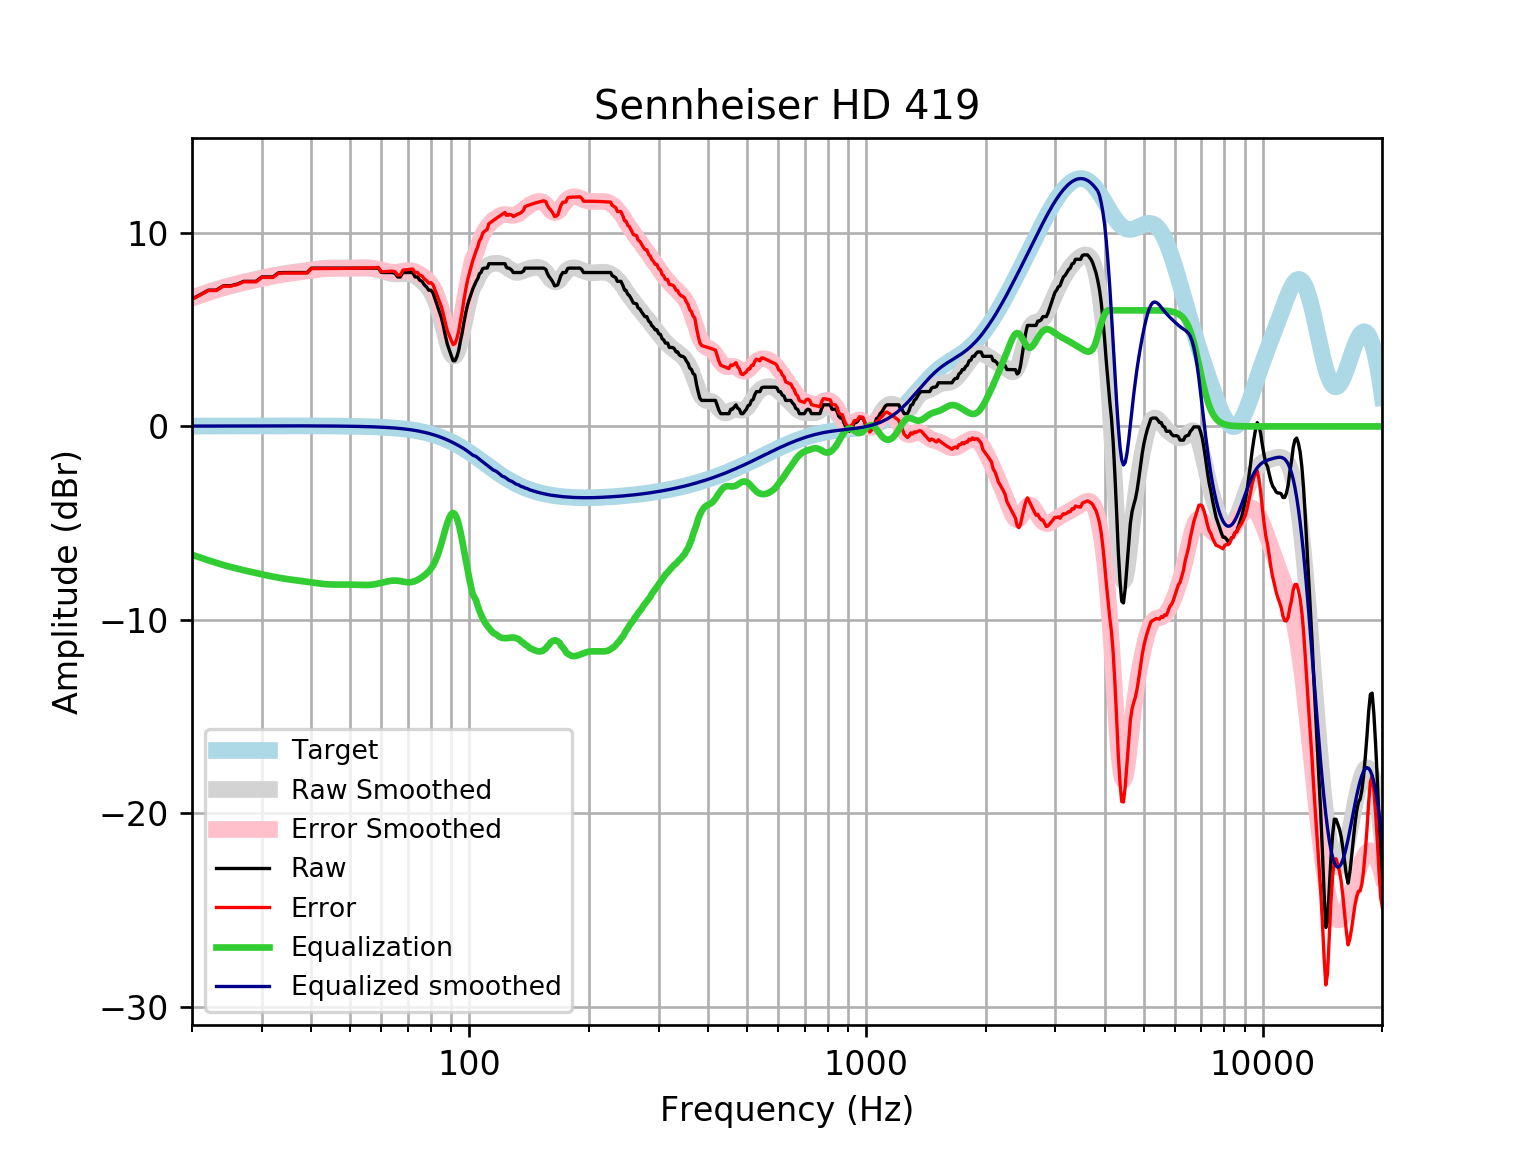 Sennheiser HD 419
Amplitude (dBr)
10
0
−10
−20
−30
Target
Raw Smoothed
Error Smoothed
Raw
Error
Equalization
Equalized smoothed
100 1000 10000
Frequency (Hz)